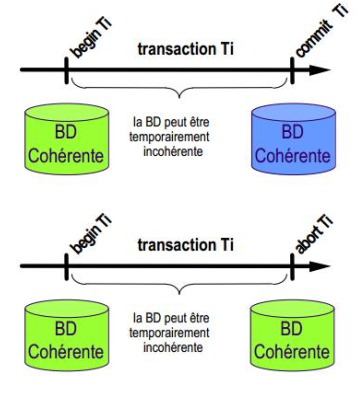 begin Ti
transaction Ti
commit Ti
BD
Cohérente
la BD peut être
temporairement
incohérente
BD
Cohérente
begin Ti
transaction Ti
abort Ti
BD
Cohérente
la BD peut être
temporairement
incohérente
BD
Cohérente